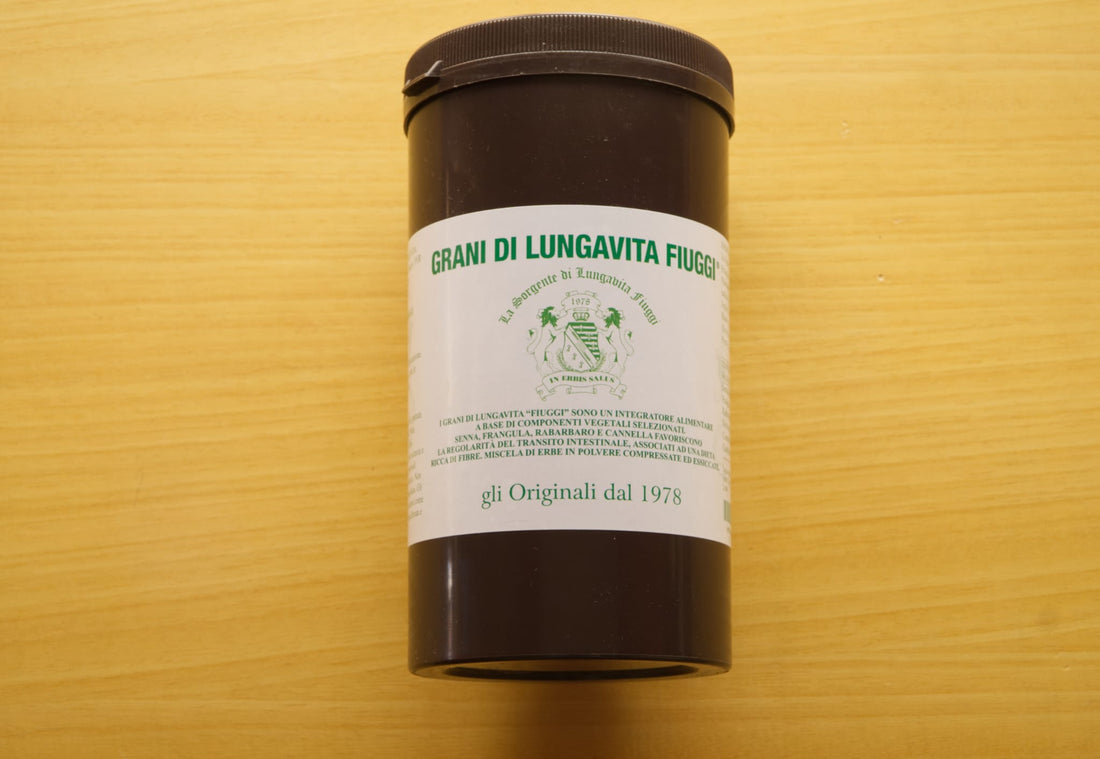 GRANI DI LUNGAVITA FIUGGI®
La Sorgente di Lungavita Fiuggi
1978
IN ERBIS SALUS
I GRANI DI LUNGAVITA "FIUGGI" SONO UN INTEGRATORE ALIMENTARE
A BASE DI COMPONENTI VEGETALI SELEZIONATI.
SENNA, FRANGULA, RABARBARO E CANNELLA FAVORISCONO
LA REGOLARITÀ DEL TRANSITO INTESTINALE, ASSOCIATI AD UNA DIETA
RICCA DI FIBRE. MISCELA DI ERBE IN POLVERE COMPRESSATE ED ESSICCATE.
gli Originali dal 1978